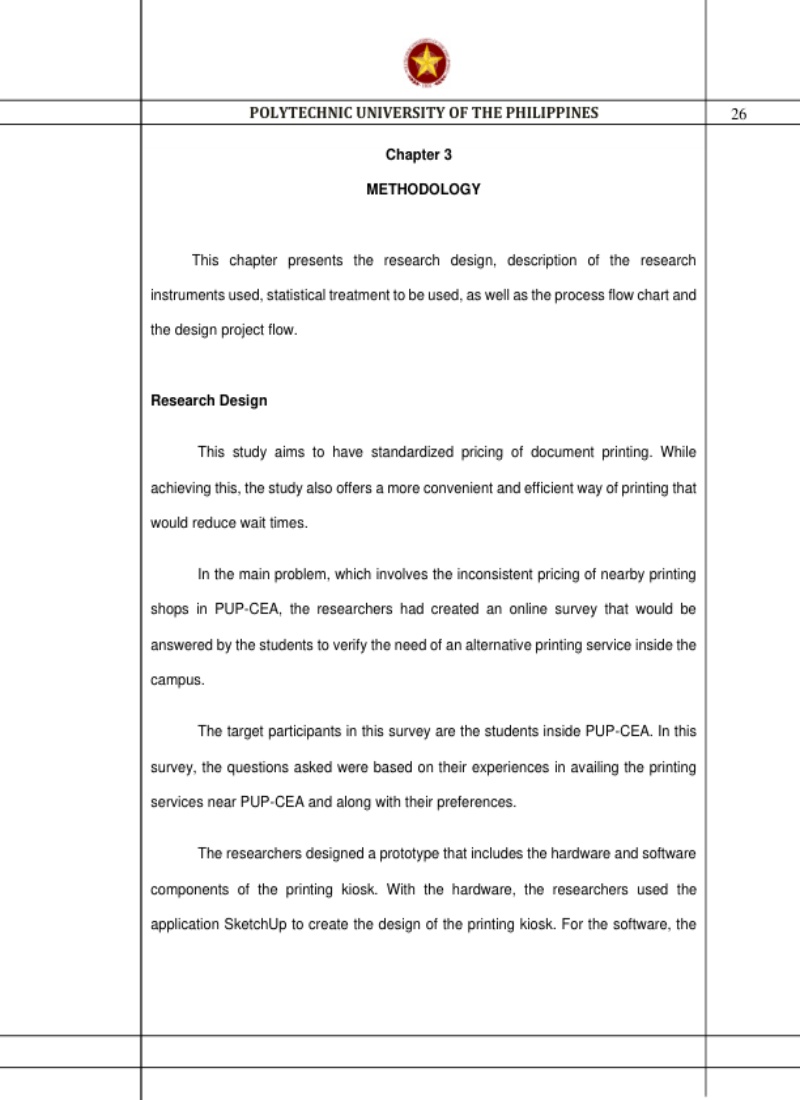 POLYTECHNIC UNIVERSITY OF THE PHILIPPINES
26
Chapter 3
METHODOLOGY
This chapter presents the research design, description of the research
instruments used, statistical treatment to be used, as well as the process flow chart and
the design project flow.
Research Design
This study aims to have standardized pricing of document printing. While
achieving this, the study also offers a more convenient and efficient way of printing that
would reduce wait times.
In the main problem, which involves the inconsistent pricing of nearby printing
shops in PUP-CEA, the researchers had created an online survey that would be
answered by the students to verify the need of an alternative printing service inside the
campus.
The target participants in this survey are the students inside PUP-CEA. In this
survey, the questions asked were based on their experiences in availing the printing
services near PUP-CEA and along with their preferences.
The researchers designed a prototype that includes the hardware and software
components of the printing kiosk. With the hardware, the researchers used the
application SketchUp to create the design of the printing kiosk. For the software, the